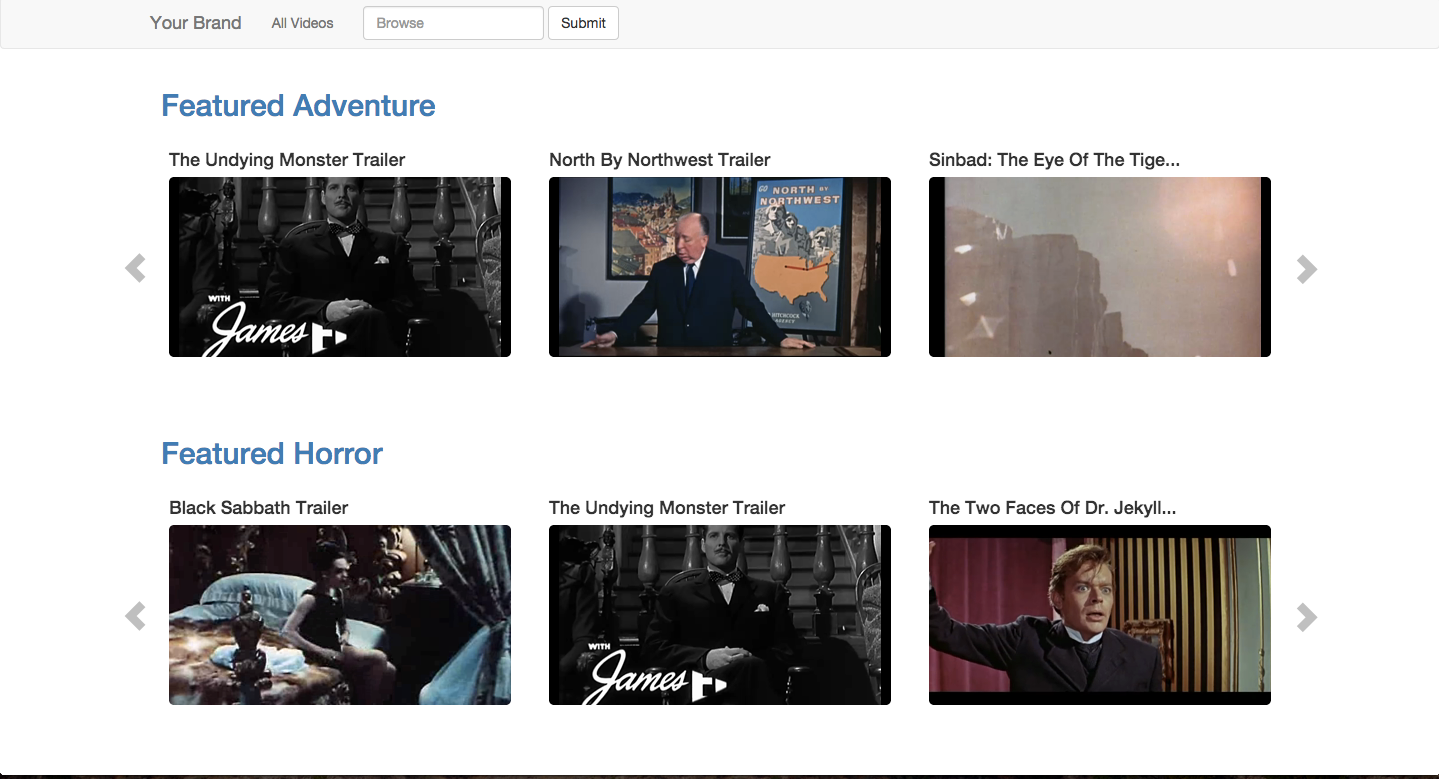 Your Brand
All Videos
Browse
Submit
Featured Adventure
The Undying Monster Trailer
North By Northwest Trailer
Sinbad: The Eye Of The Tige...
WITH
James
GO NORTH BY
NORTHWEST
HITCHCOCK
AGENCY
Featured Horror
Black Sabbath Trailer
The Undying Monster Trailer
The Two Faces Of Dr. Jekyll...
WITH
James